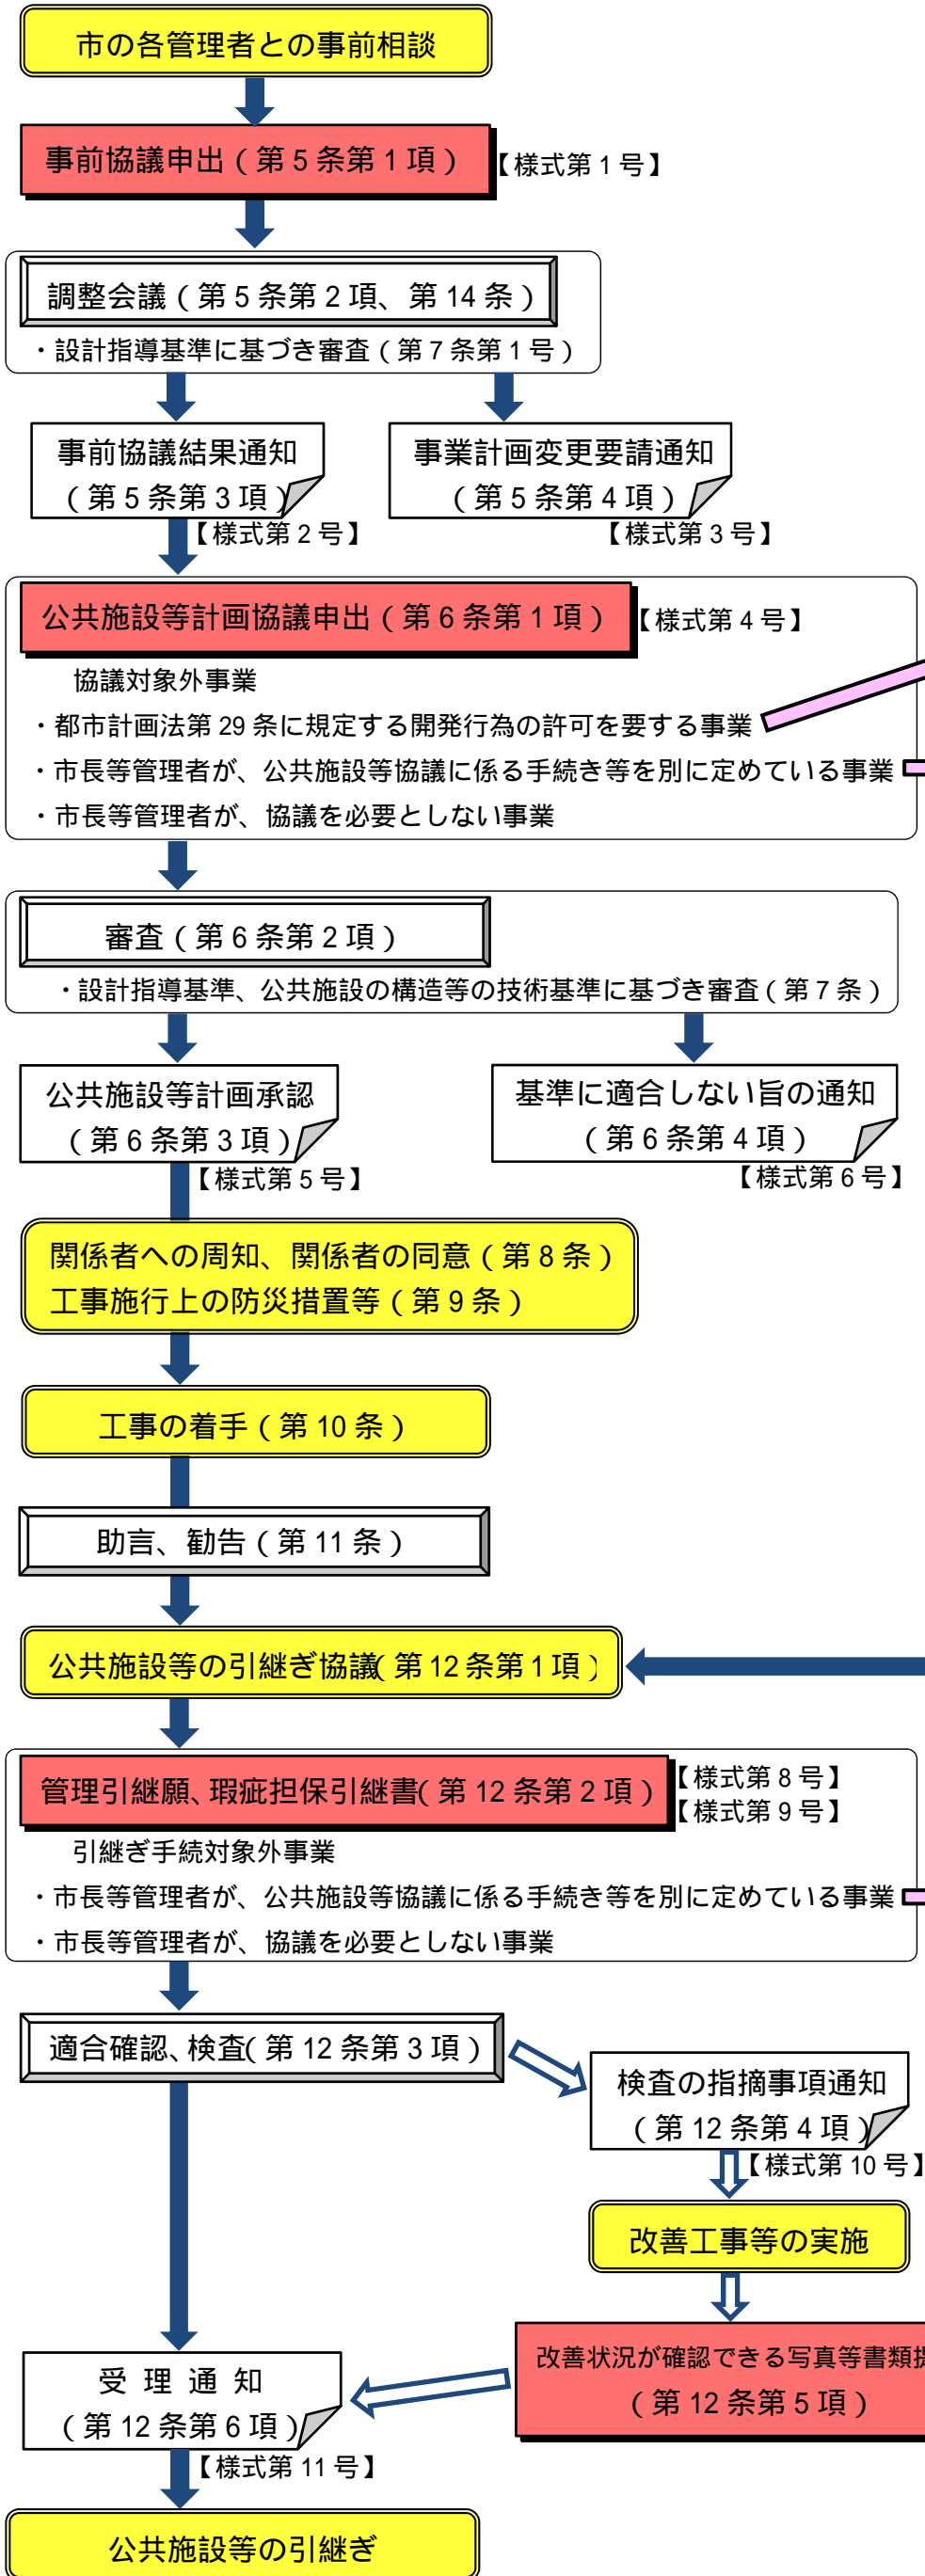 市の各管理者との事前相談
事前協議申出（第5条第1項）
【様式第1号】
調整会議（第5条第2項、第14条）
・設計指導基準に基づき審査（第7条第1号）
事前協議結果通知
（第5条第3項）
【様式第2号】
事業計画変更要請通知
（第5条第4項）
【様式第3号】
公共施設等計画協議申出（第6条第1項）
【様式第4号】
協議対象外事業
・都市計画法第29条に規定する開発行為の許可を要する事業
・市長等管理者が、公共施設等協議に係る手続き等を別に定めている事業
・市長等管理者が、協議を必要としない事業
審査（第6条第2項）
・設計指導基準、公共施設の構造等の技術基準に基づき審査（第7条）
公共施設等計画承認
（第6条第3項）
【様式第5号】
基準に適合しない旨の通知
（第6条第4項）
【様式第6号】
関係者への周知、関係者の同意（第8条）
工事施行上の防災措置等（第9条）
工事の着手（第10条）
助言、勧告（第11条）
公共施設等の引継ぎ協議（第12条第1項）
管理引継願、瑕疵担保引継書（第12条第2項）
【様式第8号】
【様式第9号】
引継ぎ手続対象外事業
・市長等管理者が、公共施設等協議に係る手続き等を別に定めている事業
・市長等管理者が、協議を必要としない事業
適合確認、検査（第12条第3項）
検査の指摘事項通知
（第12条第4項）
【様式第10号】
改善工事等の実施
改善状況が確認できる写真等書類
（第12条第5項）
受理通知
（第12条第6項）
【様式第11号】
公共施設等の引継ぎ